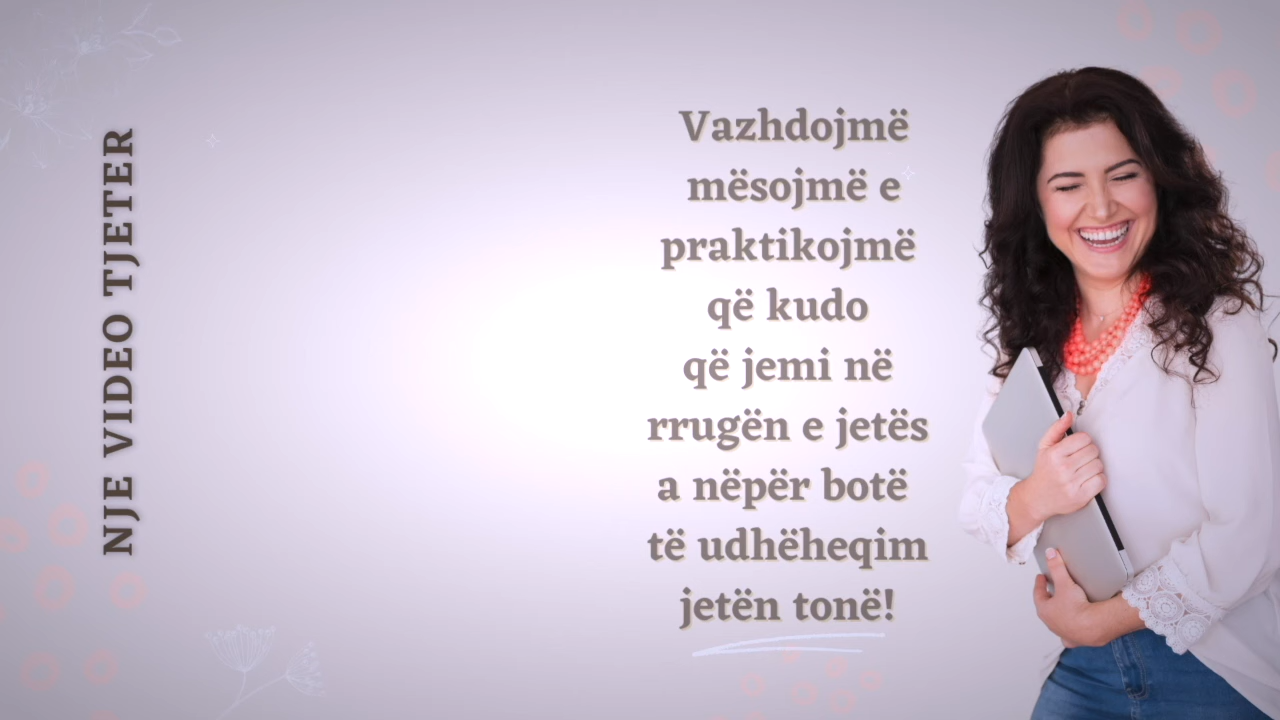 NJE VIDEO TJETER
Vazhdojmë
mësojmë e
praktikojmë
që kudo
që jemi në
rrugën e jetës
a nëpër botë
të udhëheqim
jetën tonë!